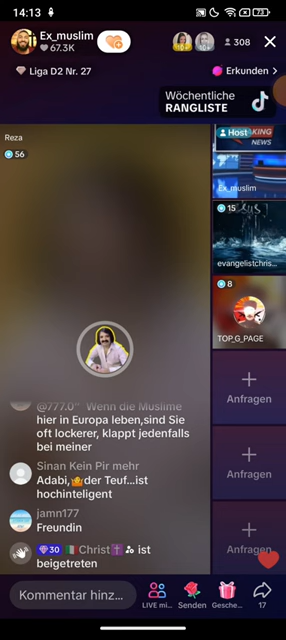 14:13
73
Ex_muslim
67.3K
308
Liga D2 Nr. 27
Erkunden >
Wöchentliche
RANGLISTE
Reza
56
Host
KING
NEWS
Ex_muslim
15
evangelistchris...
8
TOP_G_PAGE
Anfragen
Anfragen
Anfragen
@777.0" Wenn die Muslime
hier in Europa leben,sind Sie
oft lockerer, klappt jedenfalls
bei meiner
Sinan Kein Pir mehr
Adabi,🤷der Teuf...ist
hochinteligent
jamn177
Freundin
30 🇮🇹 Christ✝️ ist
beigetreten
Kommentar hinz...
LIVE mi...
Senden
Gesche...
17